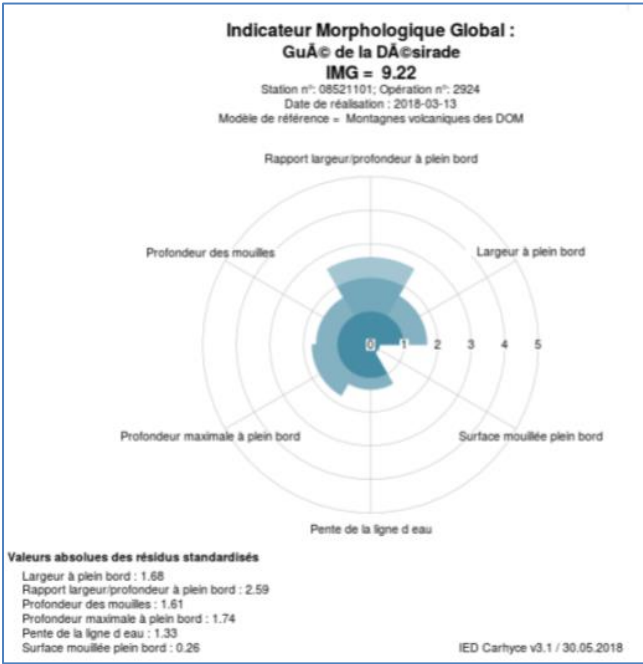 Indicateur Morphologique Global :
GuÃ© de la DÃ©sirade
IMG = 9.22
Station n°: 08521101; Opération n°: 2924
Date de réalisation : 2018-03-13
Modèle de référence = Montagnes volcaniques des DOM
Rapport largeur/profondeur à plein bord
Profondeur des mouilles
Largeur à plein bord
0 1 2 3 4 5
Profondeur maximale à plein bord
Surface mouillée plein bord
Pente de la ligne d eau
Valeurs absolues des résidus standardisés
Largeur à plein bord : 1.68
Rapport largeur/profondeur à plein bord : 2.59
Profondeur des mouilles : 1.61
Profondeur maximale à plein bord : 1.74
Pente de la ligne d eau : 1.33
Surface mouillée plein bord : 0.26
IED Carhyce v3.1 / 30.05.2018